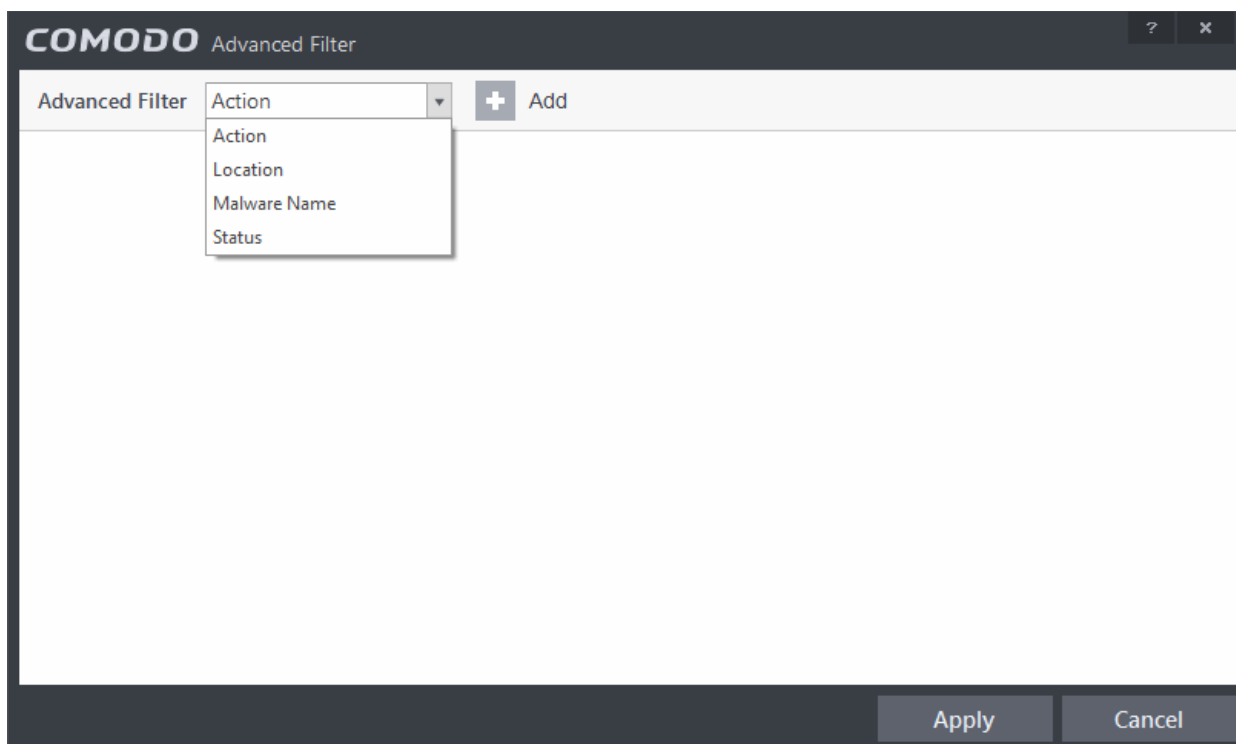 COMODO Advanced Filter ? ×
Advanced Filter Action Add
Action
Location
Malware Name
Status
Apply Cancel